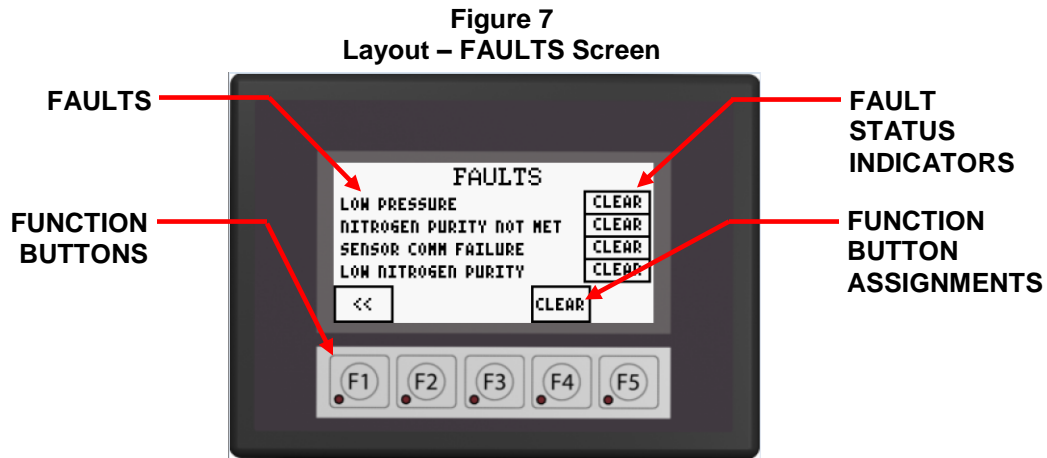 Figure 7
Layout – FAULTS Screen
FAULTS
FAULT
STATUS
INDICATORS
FUNCTION
BUTTONS
FUNCTION
BUTTON
ASSIGNMENTS
FAULTS
LOW PRESSURE CLEAR
NITROGEN PURITY NOT MET CLEAR
SENSOR COMM FAILURE CLEAR
LOW NITROGEN PURITY CLEAR
<< CLEAR
F1 F2 F3 F4 F5